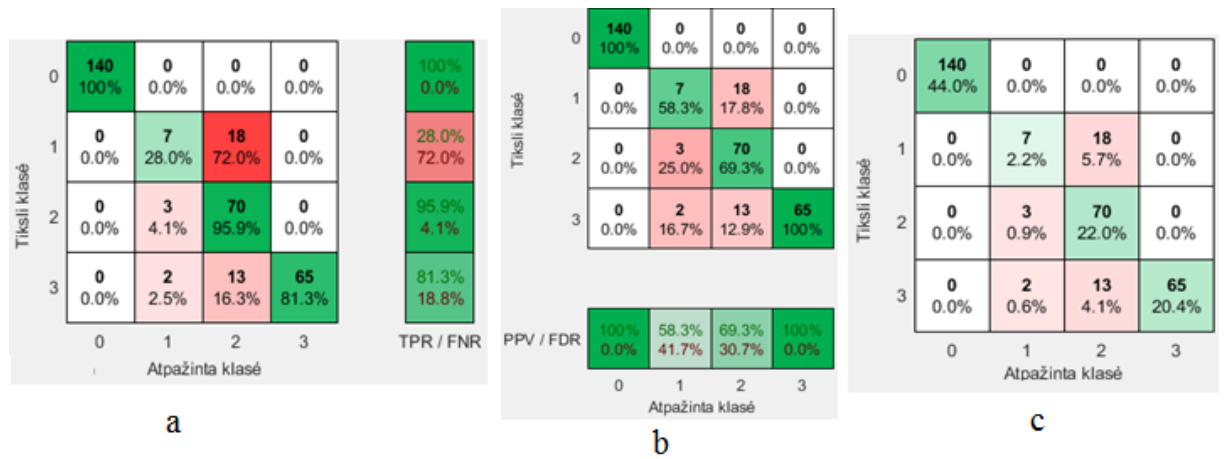 Tiksli klasė
0
140 0 0 0
100% 0.0% 0.0% 0.0%
1
0 7 18 0
0.0% 28.0% 72.0% 0.0%
2
0 3 70 0
0.0% 4.1% 95.9% 0.0%
3
0 2 13 65
0.0% 2.5% 16.3% 81.3%
0 1 2 3
Atpažinta klasė
100%
0.0%
28.0%
72.0%
95.9%
4.1%
81.3%
18.8%
TPR / FNR
a
Tiksli klasė
0
140 0 0 0
100% 0.0% 0.0% 0.0%
1
0 7 18 0
0.0% 58.3% 17.8% 0.0%
2
0 3 70 0
0.0% 25.0% 69.3% 0.0%
3
0 2 13 65
0.0% 16.7% 12.9% 100%
PPV / FDR
100% 58.3% 69.3% 100%
0.0% 41.7% 30.7% 0.0%
0 1 2 3
Atpažinta klasė
b
Tiksli klasė
0
140 0 0 0
44.0% 0.0% 0.0% 0.0%
1
0 7 18 0
0.0% 2.2% 5.7% 0.0%
2
0 3 70 0
0.0% 0.9% 22.0% 0.0%
3
0 2 13 65
0.0% 0.6% 4.1% 20.4%
0 1 2 3
Atpažinta klasė
c